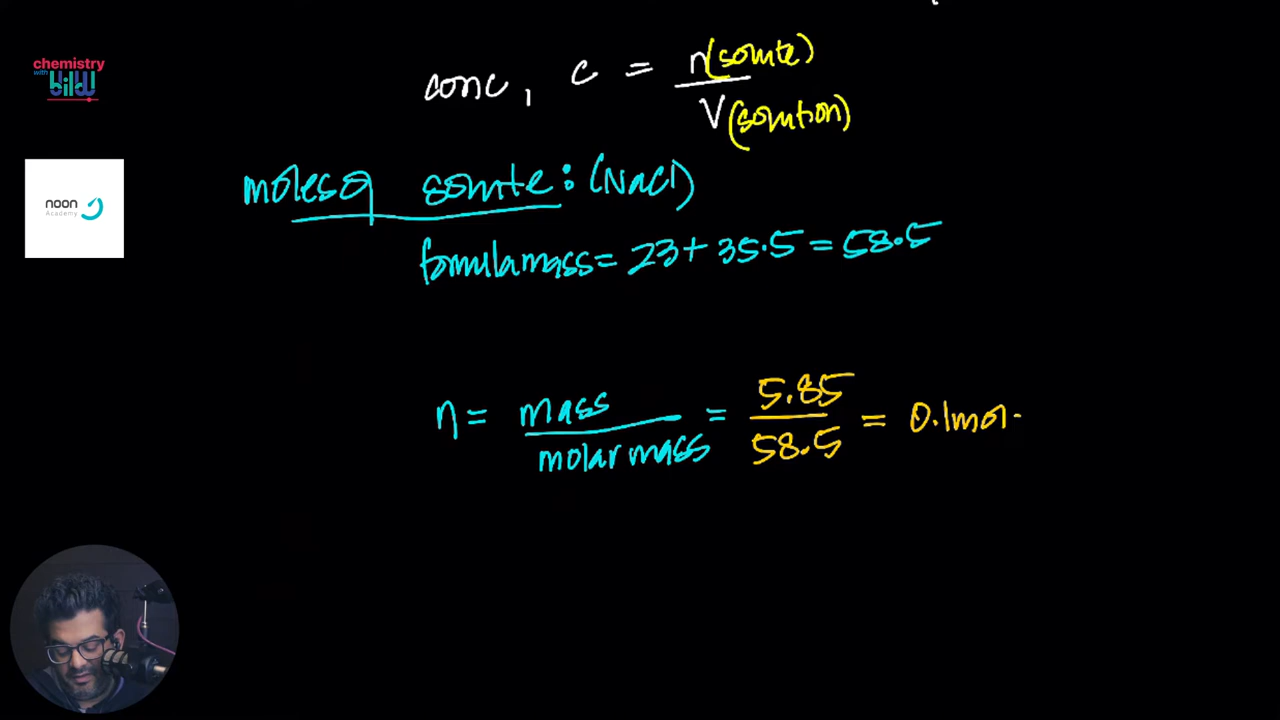 chemistry
with
bilal
conc, c = n(solute) / V(solution)
noon
Academy
moles of solute: (NaCl)
formula mass = 23 + 35.5 = 58.5
n = mass / molar mass = 5.85 / 58.5 = 0.1 mol.